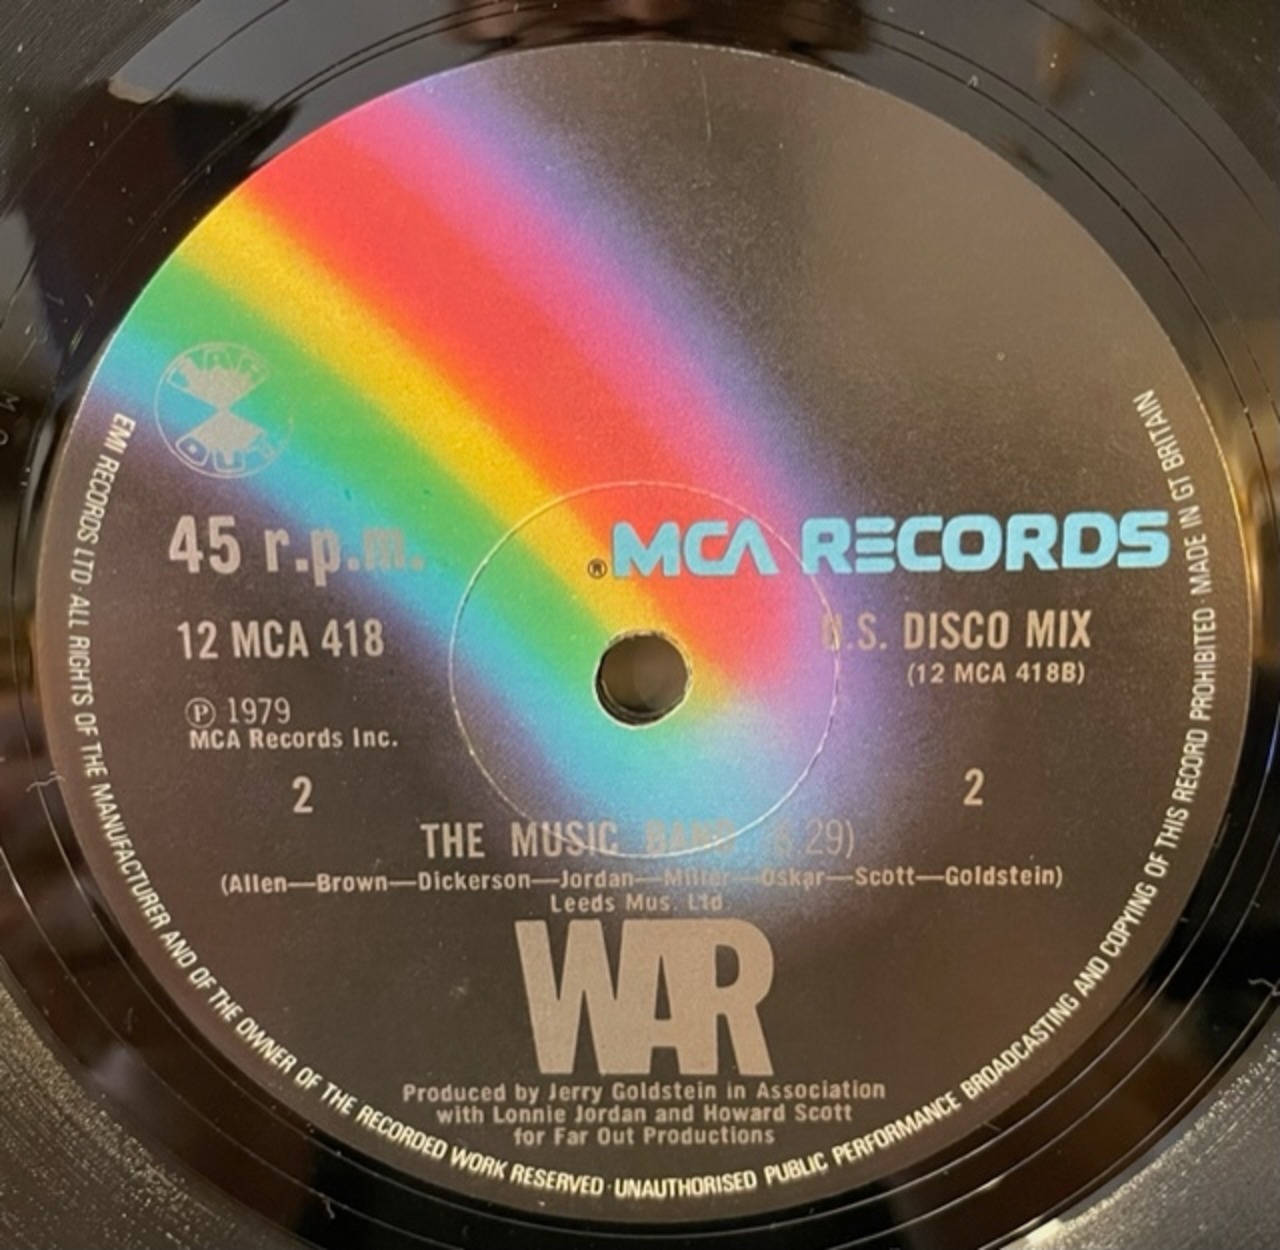 FAR
OUT
45 r.p.m.
® MCA RECORDS
12 MCA 418
U.S. DISCO MIX
(12 MCA 418B)
Ⓟ 1979
MCA Records Inc.
2
2
THE MUSIC BAND 29)
(Allen—Brown—Dickerson—Jordan—Miller—Oskar—Scott—Goldstein)
Leeds Mus. Ltd.
WAR
Produced by Jerry Goldstein in Association
with Lonnie Jordan and Howard Scott
for Far Out Productions
EMI RECORDS LTD · ALL RIGHTS OF THE MANUFACTURER AND OF THE OWNER OF THE RECORDED WORK RESERVED · UNAUTHORISED PUBLIC PERFORMANCE BROADCASTING AND COPYING OF THIS RECORD PROHIBITED MADE IN GT BRITAIN